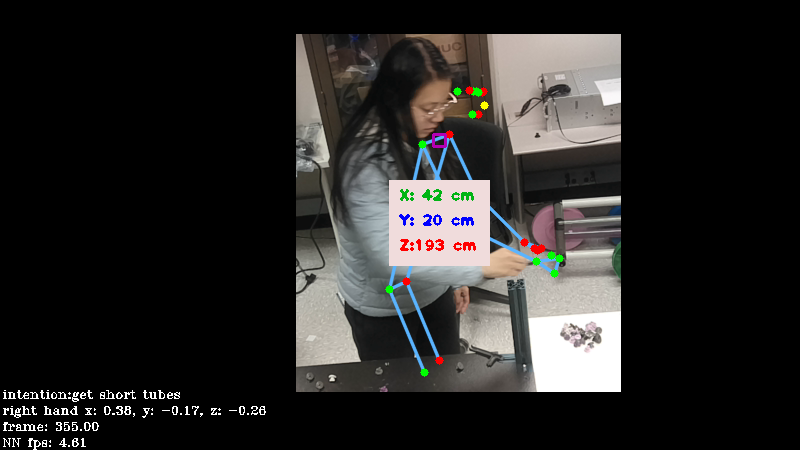 X: 42 cm
Y: 20 cm
Z:193 cm
intention:get short tubes
right hand x: 0.38, y: -0.17, z: -0.26
frame: 355.00
NN fps: 4.61